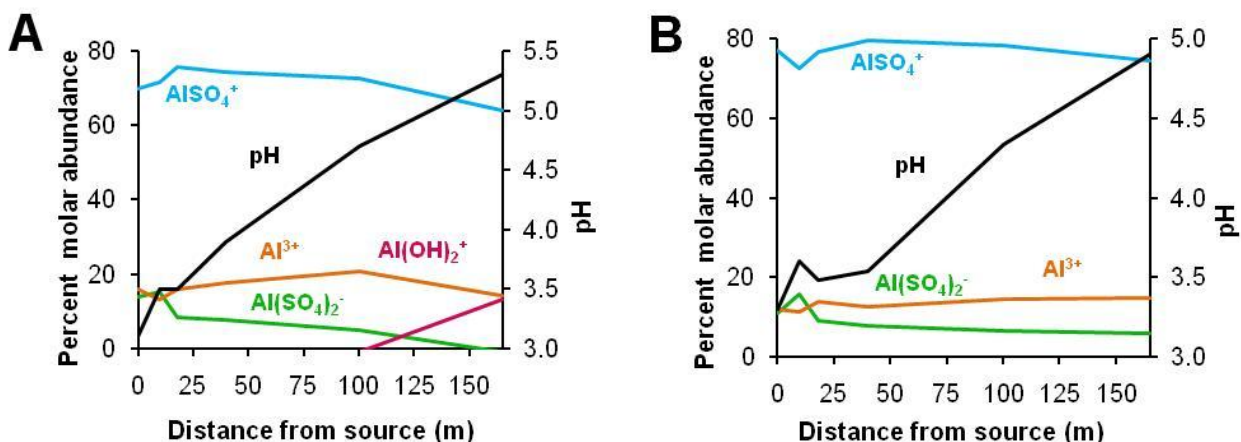 A
Percent molar abundance
80
60
40
20
0
AlSO₄⁺
pH
Al³⁺
Al(OH)₂⁺
Al(SO₄)₂⁻
5.5
5.0
4.5
4.0
3.5
3.0
pH
0 25 50 75 100 125 150
Distance from source (m)
B
Percent molar abundance
80
60
40
20
0
AlSO₄⁺
pH
Al³⁺
Al(SO₄)₂⁻
5.0
4.5
4.0
3.5
3.0
pH
0 25 50 75 100 125 150
Distance from source (m)